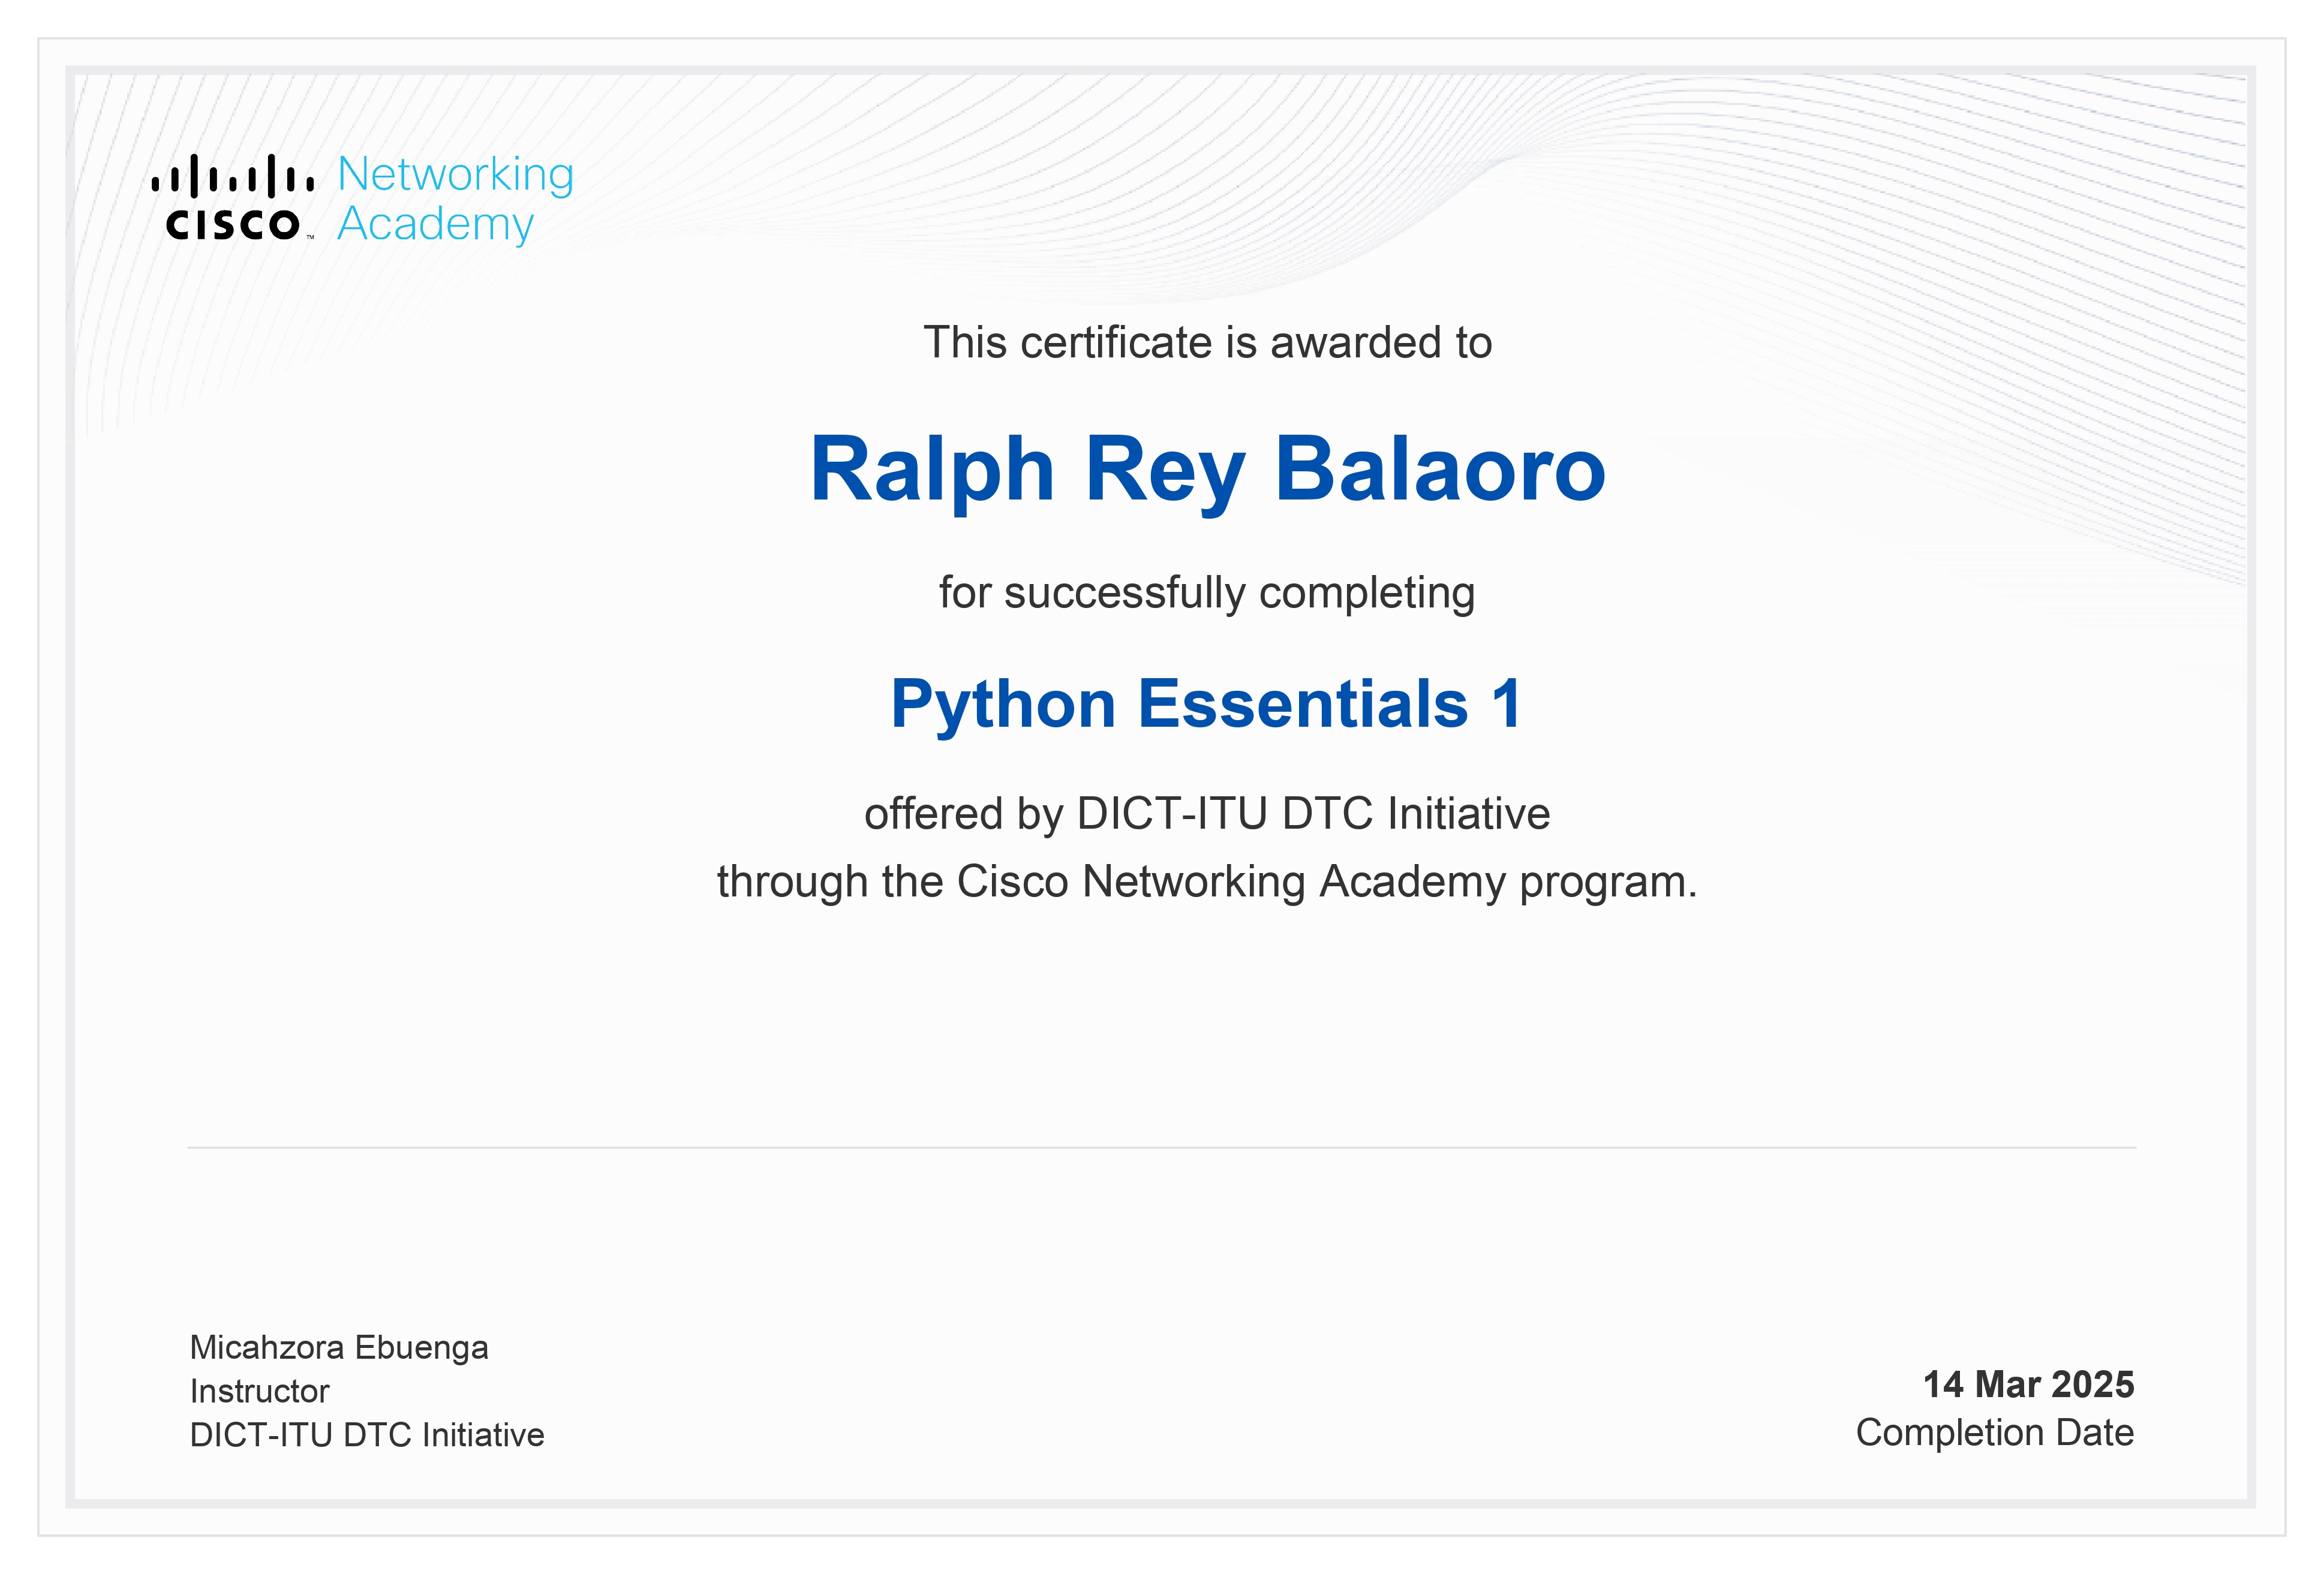 Networking
Academy
CISCO™
This certificate is awarded to
Ralph Rey Balaoro
for successfully completing
Python Essentials 1
offered by DICT-ITU DTC Initiative
through the Cisco Networking Academy program.
Micahzora Ebuenga
Instructor
DICT-ITU DTC Initiative
14 Mar 2025
Completion Date